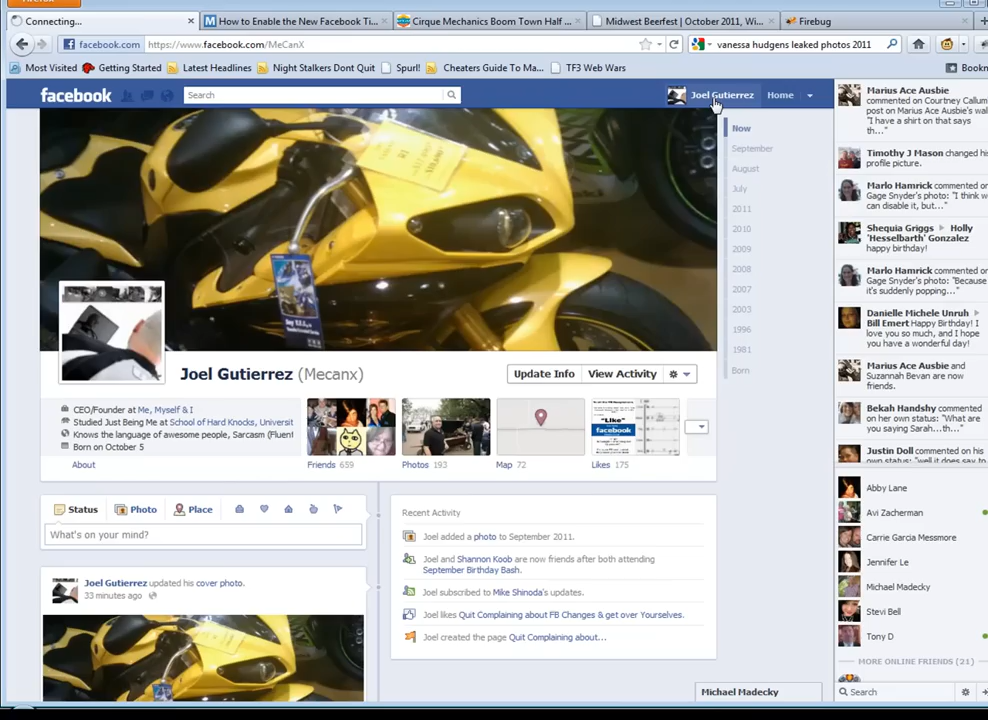 Firefox
Connecting...
How to Enable the New Facebook Ti...
Cirque Mechanics Boom Town Half ...
Midwest Beerfest | October 2011, Wi...
Firebug
facebook.com
https://www.facebook.com/MeCanX
vanessa hudgens leaked photos 2011
Most Visited
Getting Started
Latest Headlines
Night Stalkers Dont Quit
Spurl!
Cheaters Guide To Ma...
TF3 Web Wars
Bookm
facebook
Search
Joel Gutierrez
Home
Now
September
August
July
2011
2010
2009
2008
2007
2003
1996
1981
Born
Joel Gutierrez (Mecanx)
Update Info
View Activity
CEO/Founder at Me, Myself & I
Studied Just Being Me at School of Hard Knocks, Universit
Knows the language of awesome people, Sarcasm (Fluent
Born on October 5
About
Friends 659
Photos 193
Map 72
facebook
Likes 175
Status
Photo
Place
What's on your mind?
Joel Gutierrez updated his cover photo.
33 minutes ago
Recent Activity
Joel added a photo to September 2011.
Joel and Shannon Koob are now friends after both attending
September Birthday Bash.
Joel subscribed to Mike Shinoda's updates.
Joel likes Quit Complaining about FB Changes & get over Yourselves.
Joel created the page Quit Complaining about...
Marius Ace Ausbie
commented on Courtney Callum
post on Marius Ace Ausbie's wal
"I have a shirt on that says
th..."
Timothy J Mason changed his
profile picture.
Marlo Hamrick commented on
Gage Snyder's photo: "I think w
can disable it, but..."
Shequia Griggs ▸ Holly
'Hesselbarth' Gonzalez
happy birthday!
Marlo Hamrick commented on
Gage Snyder's photo: "Because
it's suddenly popping..."
Danielle Michele Unruh ▸
Bill Emert Happy Birthday! I
love you so much, and I hope
you have a wonderful day!
Marius Ace Ausbie and
Suzannah Bevan are now
friends.
Bekah Handshy commented
on her own status: "what are
you saying Sarah...th..."
Justin Doll commented on his
own status: "well it does say to
Abby Lane
Avi Zacherman
Carrie Garcia Messmore
Jennifer Le
Michael Madecky
Stevi Bell
Tony D
MORE ONLINE FRIENDS (21)
Search
Michael Madecky